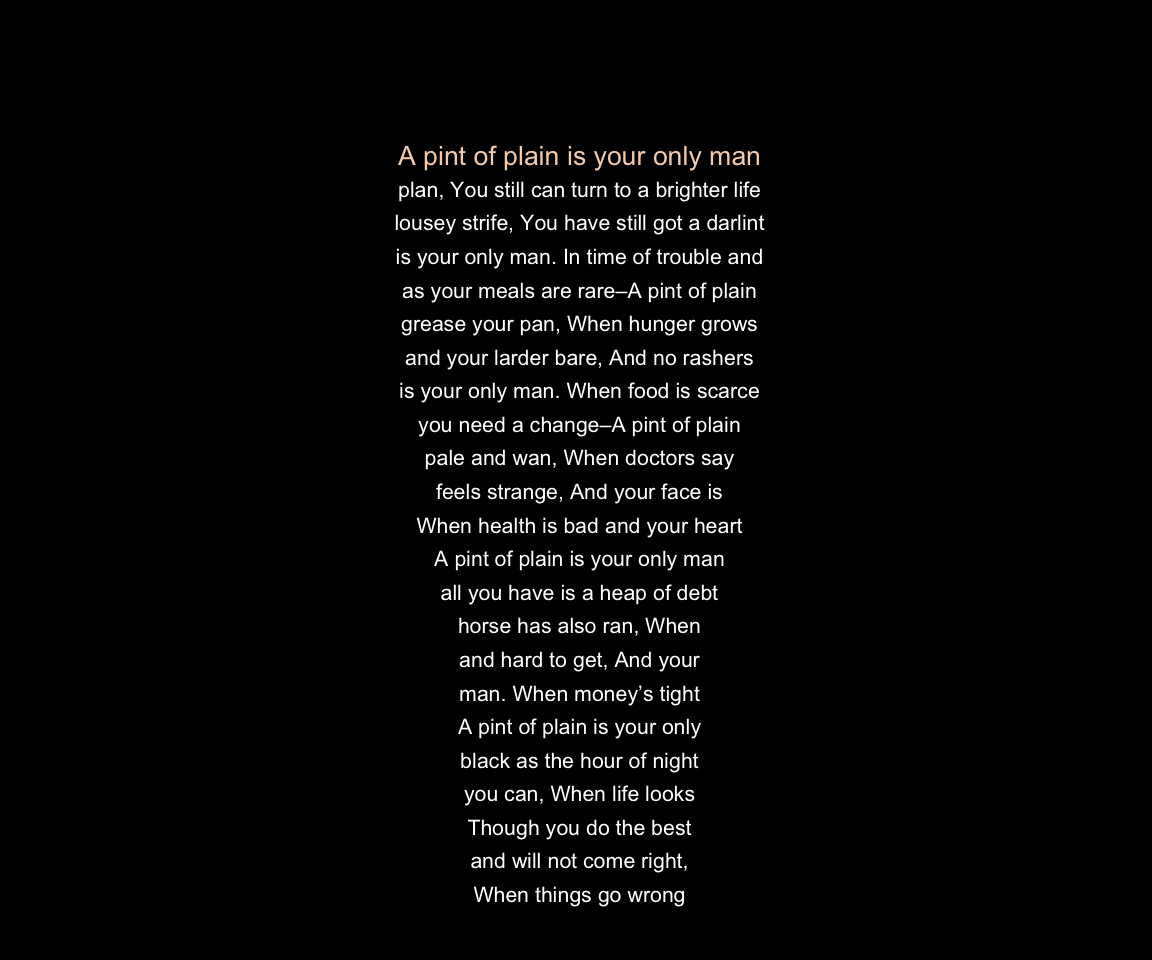 A pint of plain is your only man
plan, You still can turn to a brighter life
lousey strife, You have still got a darlint
is your only man. In time of trouble and
as your meals are rare–A pint of plain
grease your pan, When hunger grows
and your larder bare, And no rashers
is your only man. When food is scarce
you need a change–A pint of plain
pale and wan, When doctors say
feels strange, And your face is
When health is bad and your heart
A pint of plain is your only man
all you have is a heap of debt
horse has also ran, When
and hard to get, And your
man. When money’s tight
A pint of plain is your only
black as the hour of night
you can, When life looks
Though you do the best
and will not come right,
When things go wrong